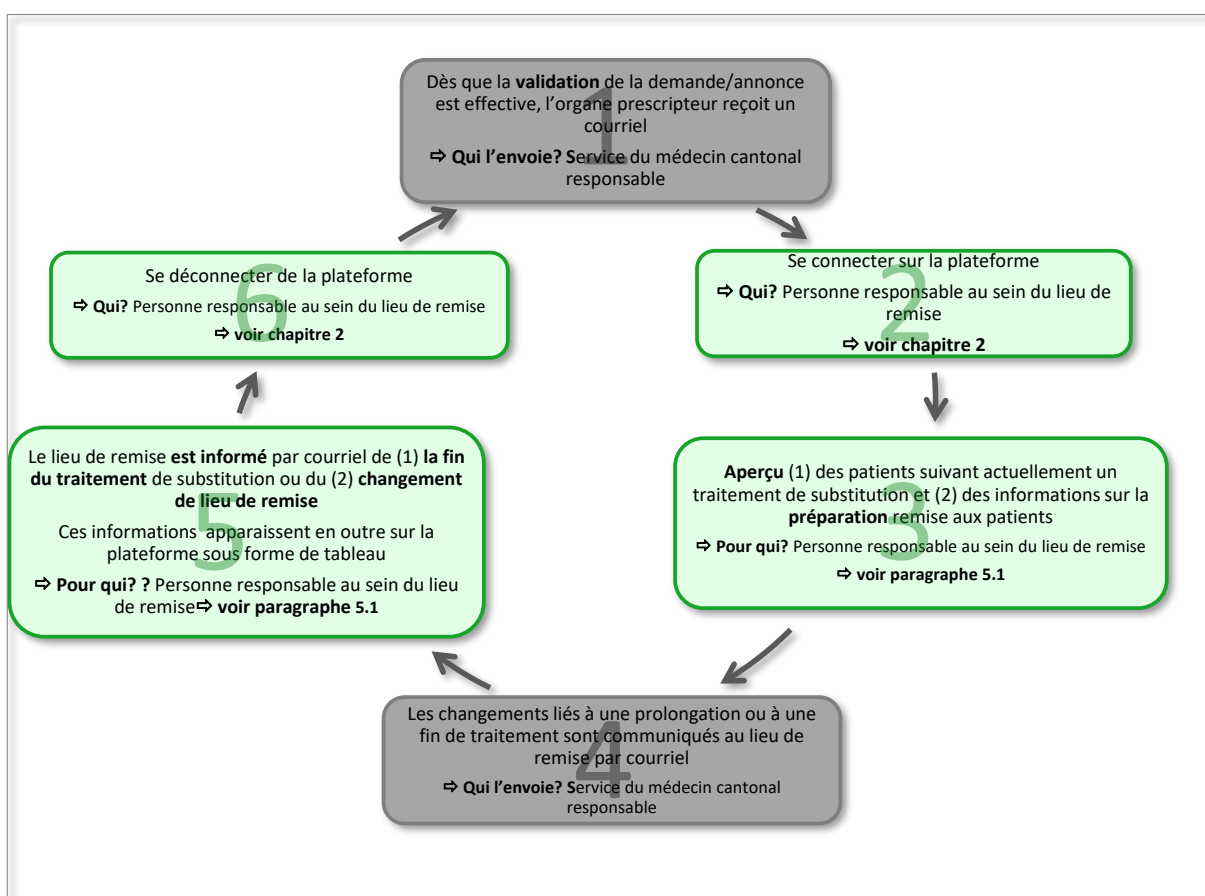 1
Dès que la validation de la demande/annonce
est effective, l'organe prescripteur reçoit un
courriel
⇨ Qui l'envoie? Service du médecin cantonal
responsable
2
Se connecter sur la plateforme
⇨ Qui? Personne responsable au sein du lieu de
remise
⇨ voir chapitre 2
3
Aperçu (1) des patients suivant actuellement un
traitement de substitution et (2) des informations sur la
préparation remise aux patients
⇨ Pour qui? Personne responsable au sein du lieu de remise
⇨ voir paragraphe 5.1
4
Les changements liés à une prolongation ou à une
fin de traitement sont communiqués au lieu de
remise par courriel
⇨ Qui l'envoie? Service du médecin cantonal
responsable
5
Le lieu de remise est informé par courriel de (1) la fin
du traitement de substitution ou du (2) changement
de lieu de remise
Ces informations apparaissent en outre sur la
plateforme sous forme de tableau
⇨ Pour qui? ? Personne responsable au sein du lieu
de remise⇨ voir paragraphe 5.1
6
Se déconnecter de la plateforme
⇨ Qui? Personne responsable au sein du lieu de remise
⇨ voir chapitre 2